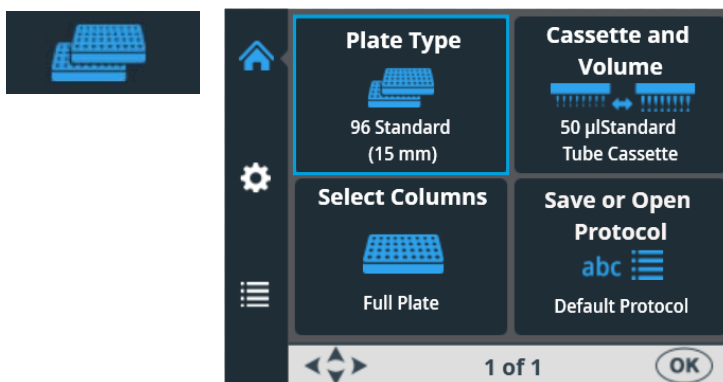 Plate Type
96 Standard
(15 mm)
Cassette and
Volume
50 µlStandard
Tube Cassette
Select Columns
Full Plate
Save or Open
Protocol
abc
Default Protocol
1 of 1
OK